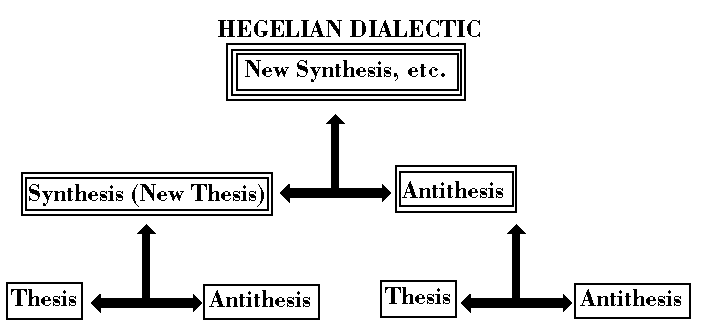 HEGELIAN DIALECTIC
New Synthesis, etc.
Synthesis (New Thesis)
Antithesis
Thesis
Antithesis
Thesis
Antithesis